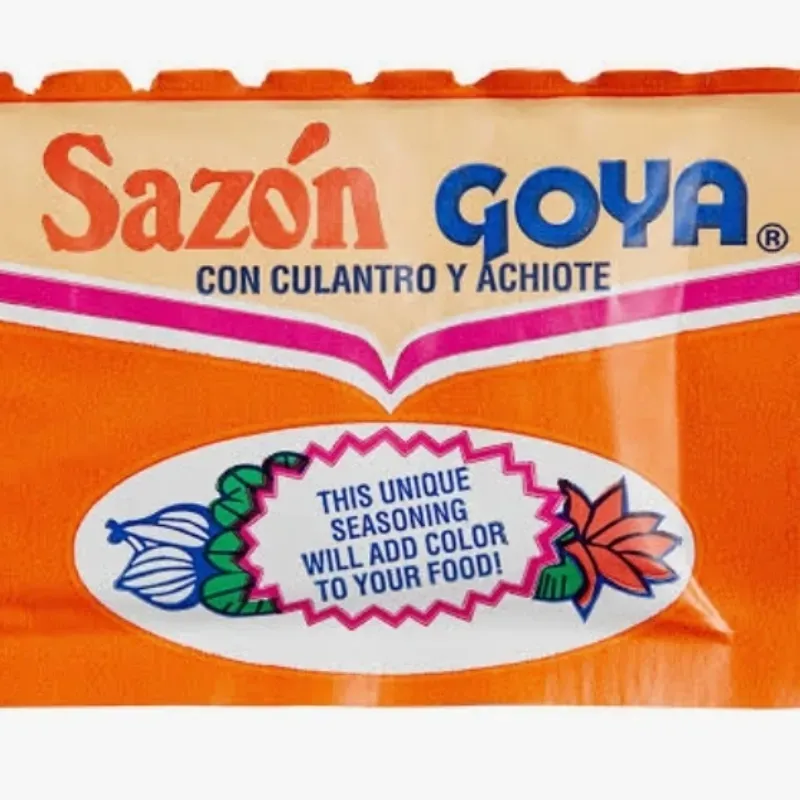 Sazón GOYA®
CON CULANTRO Y ACHIOTE
THIS UNIQUE
SEASONING
WILL ADD COLOR
TO YOUR FOOD!